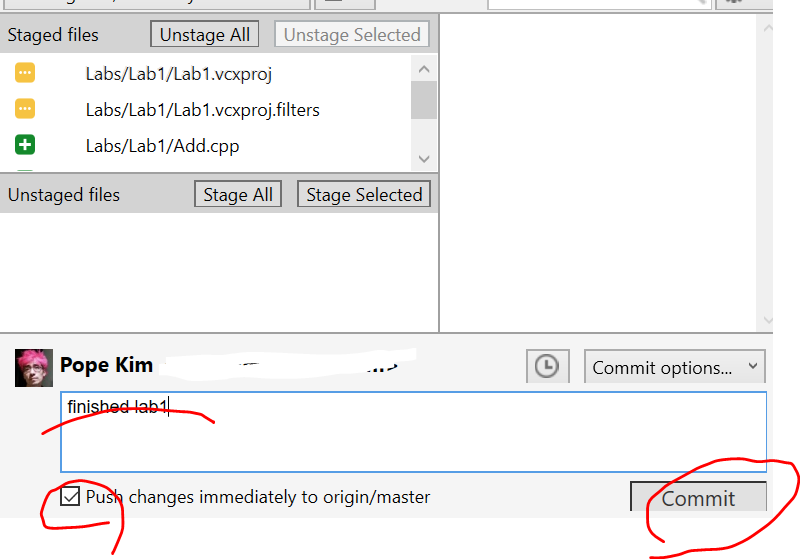 Staged files Unstage All Unstage Selected
Labs/Lab1/Lab1.vcxproj
Labs/Lab1/Lab1.vcxproj.filters
Labs/Lab1/Add.cpp
Unstaged files Stage All Stage Selected
Pope Kim Commit options...
finished lab1
Push changes immediately to origin/master Commit